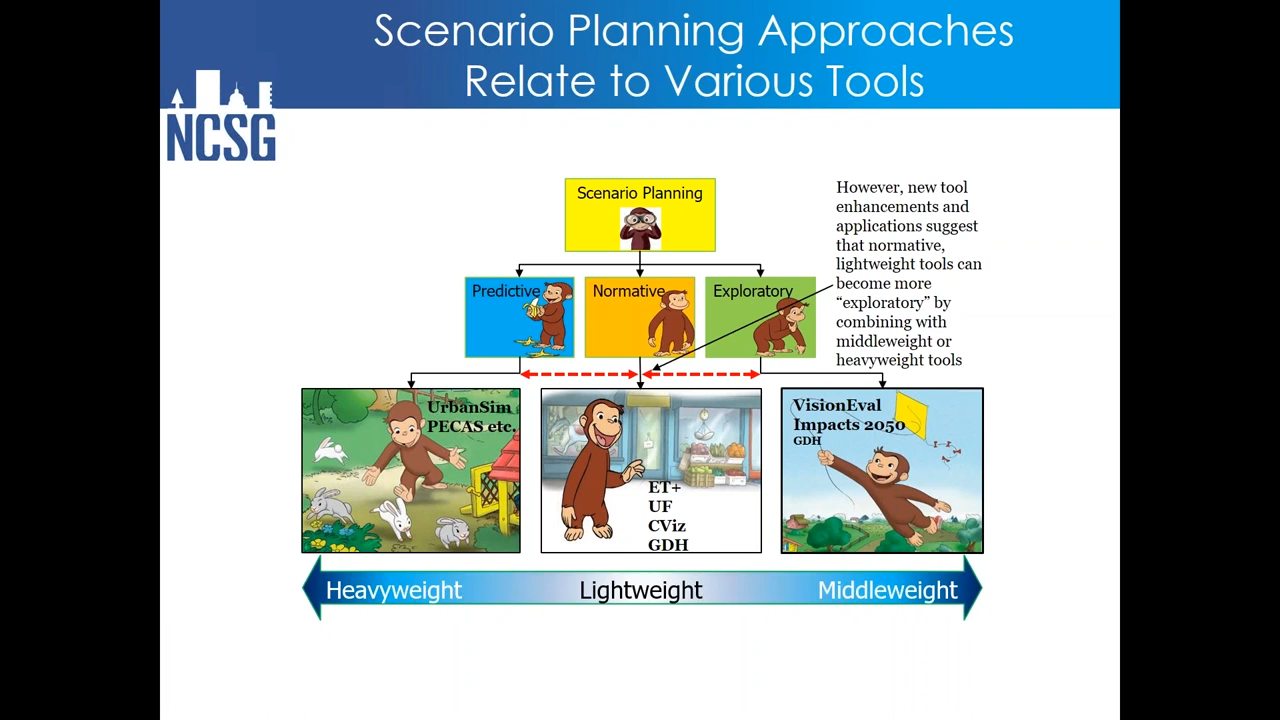 Scenario Planning Approaches
Relate to Various Tools
NCSG
Scenario Planning
However, new tool
enhancements and
applications suggest
that normative,
lightweight tools can
become more
“exploratory” by
combining with
middleweight or
heavyweight tools
Predictive
Normative
Exploratory
UrbanSim
PECAS etc.
ET+
UF
CViz
GDH
VisionEval
Impacts 2050
GDH
Heavyweight
Lightweight
Middleweight